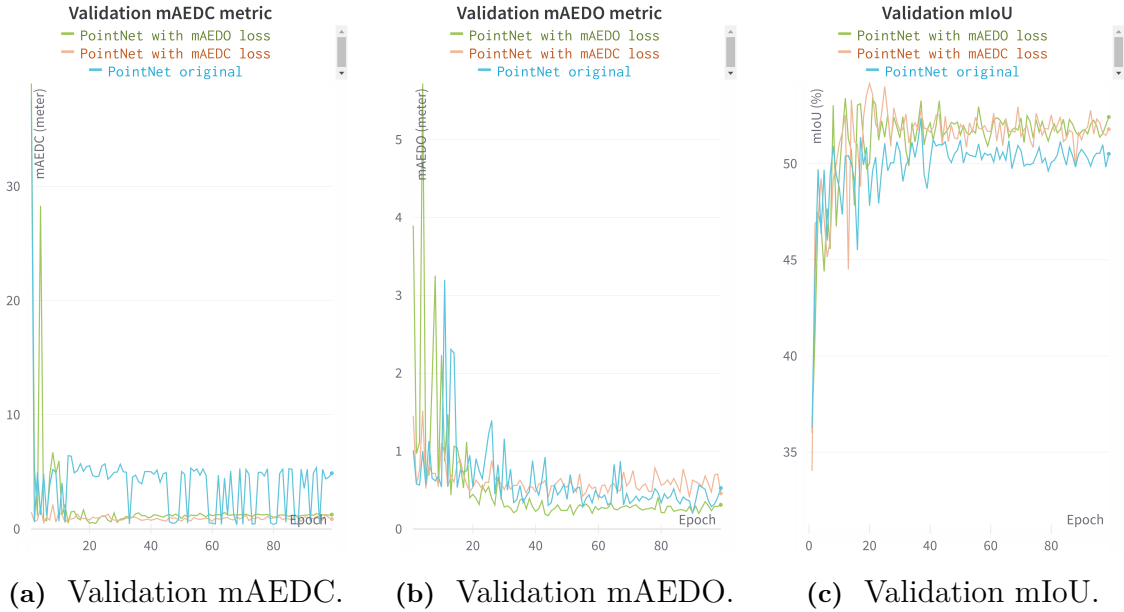 Validation mAEDC metric
PointNet with mAEDO loss
PointNet with mAEDC loss
PointNet original
mAEDC (meter)
30
20
10
0
20
40
60
80
Epoch
(a) Validation mAEDC.
Validation mAEDO metric
PointNet with mAEDO loss
PointNet with mAEDC loss
PointNet original
mAEDO (meter)
5
4
3
2
1
0
20
40
60
80
Epoch
(b) Validation mAEDO.
Validation mIoU
PointNet with mAEDO loss
PointNet with mAEDC loss
PointNet original
mIoU (%)
50
45
40
35
0
20
40
60
80
Epoch
(c) Validation mIoU.